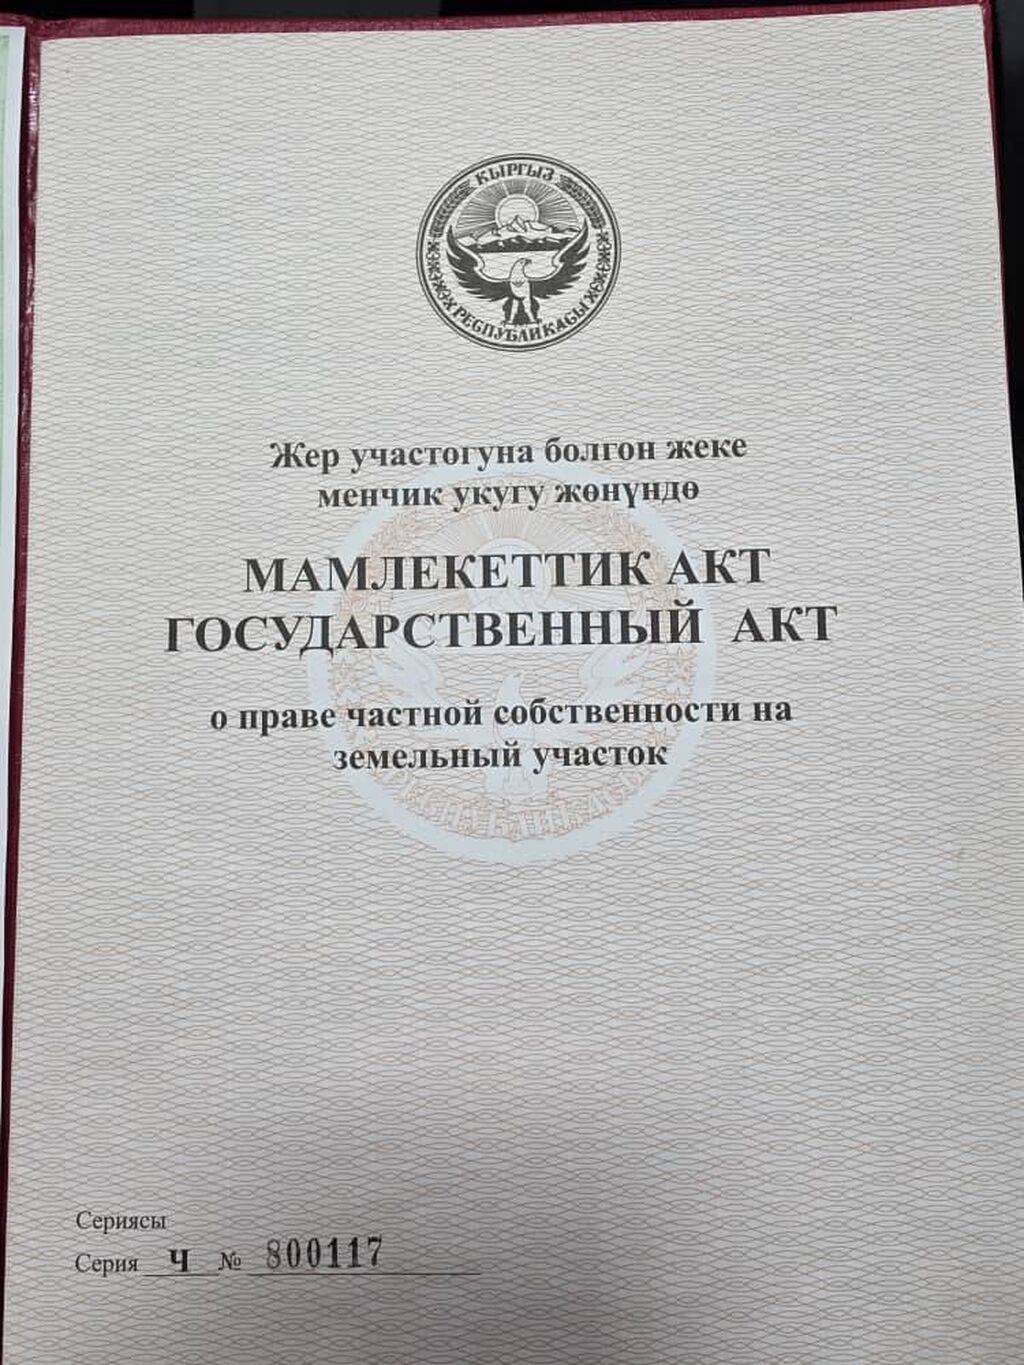 КЫРГЫЗ
РЕСПУБЛИКАСЫ
Жер участогуна болгон жеке
менчик укугу жөнүндө
МАМЛЕКЕТТИК АКТ
ГОСУДАРСТВЕННЫЙ АКТ
о праве частной собственности на
земельный участок
Сериясы
Серия Ч № 800117